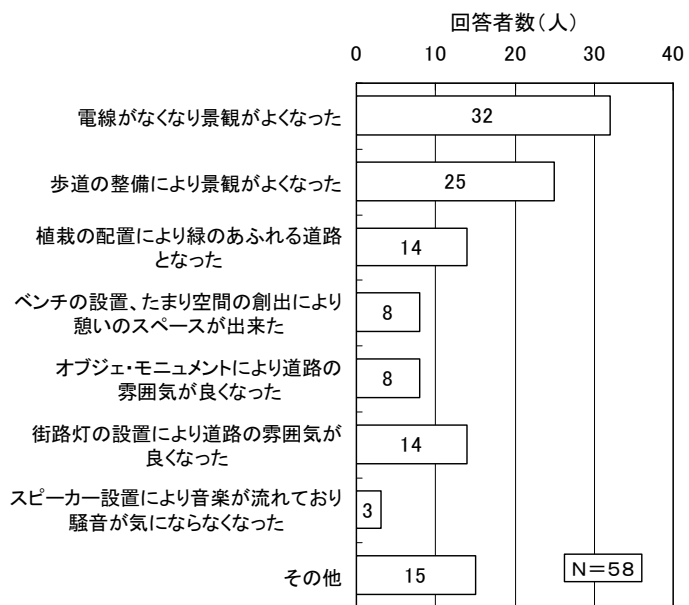 回答者数(人)
0 10 20 30 40
電線がなくなり景観がよくなった
32
歩道の整備により景観がよくなった
25
植栽の配置により緑のあふれる道路
となった
14
ベンチの設置、たまり空間の創出により
憩いのスペースが出来た
8
オブジェ・モニュメントにより道路の
雰囲気が良くなった
8
街路灯の設置により道路の雰囲気が
良くなった
14
スピーカー設置により音楽が流れており
騒音が気にならなくなった
3
その他
15
N=58